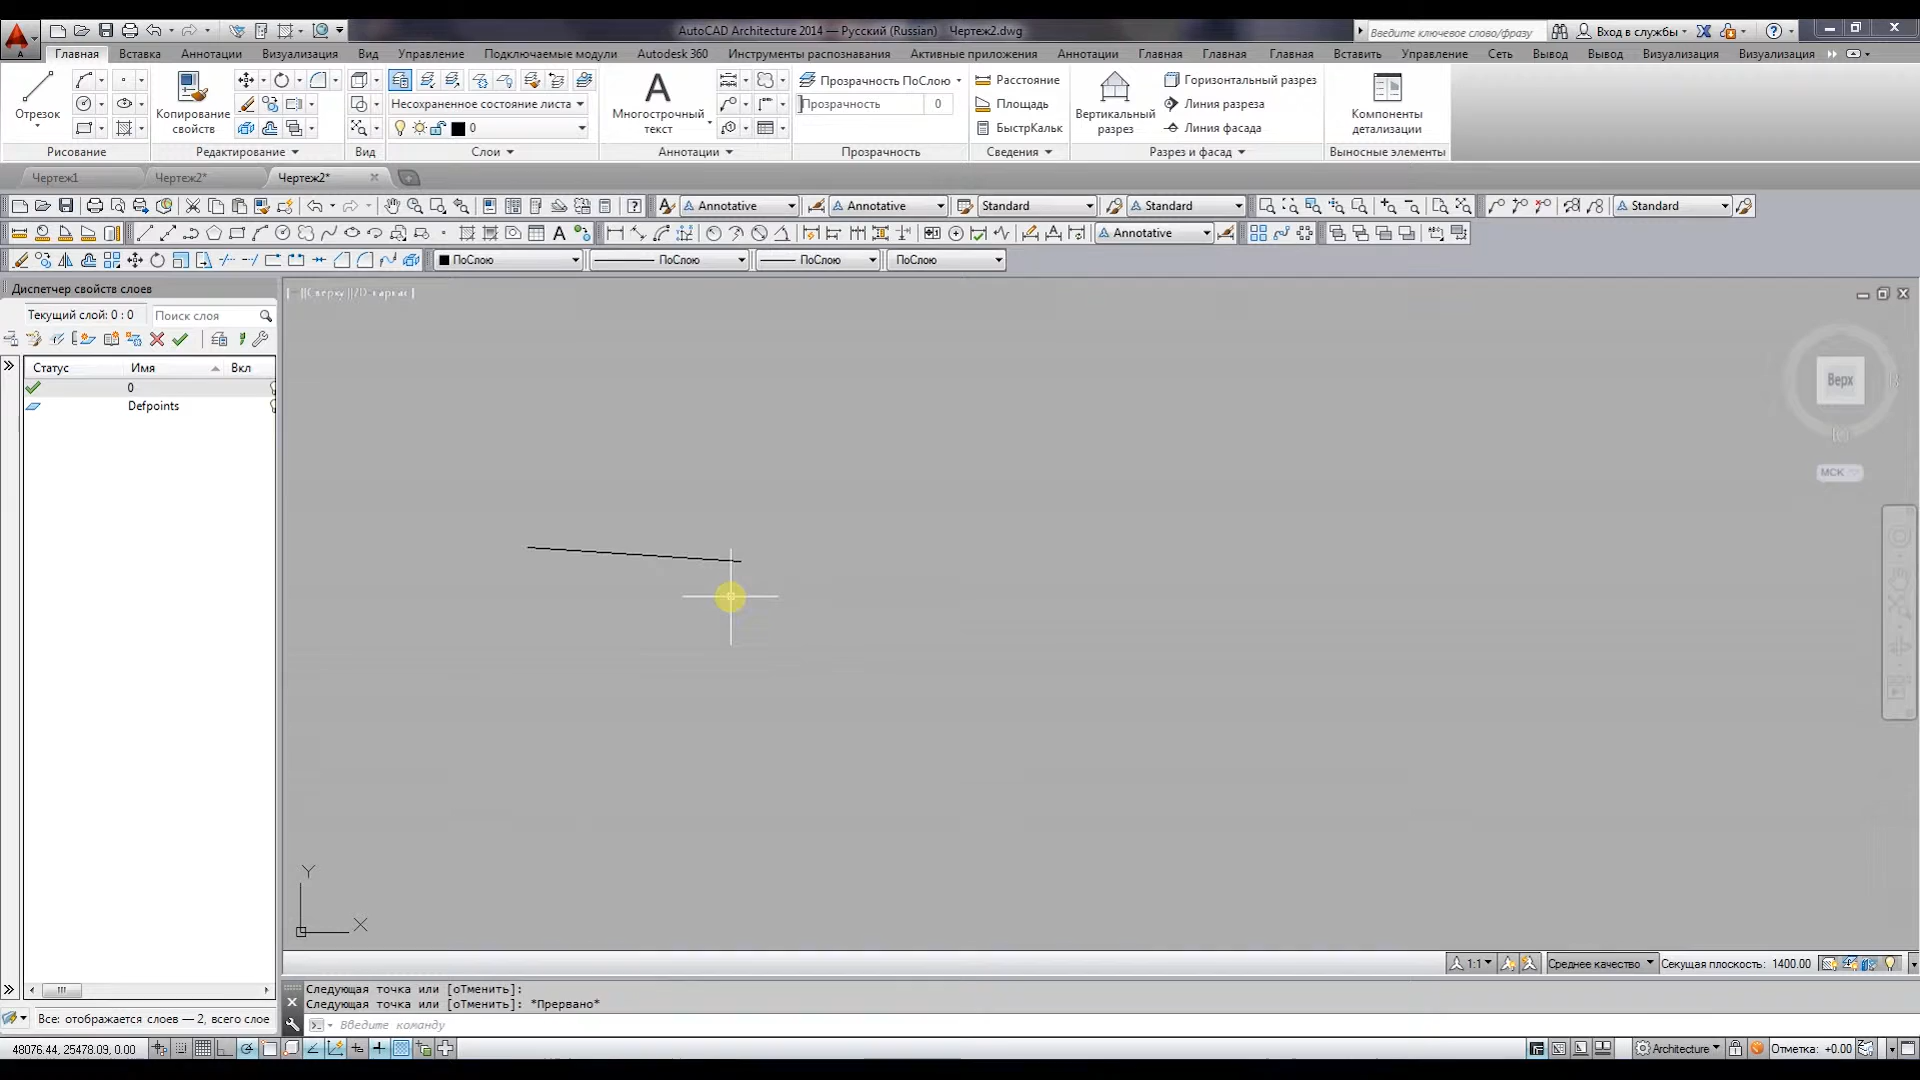 AutoCAD Architecture 2014 — Русский (Russian) Чертеж2.dwg
Введите ключевое слово/фразу
Вход в службы
Главная Вставка Аннотации Визуализация Вид Управление Подключаемые модули Autodesk 360 Инструменты распознавания Активные приложения Аннотации Главная Главная Главная Вставить Управление Сеть Вывод Вывод Визуализация Визуализация
Отрезок
Копирование свойств
Несохраненное состояние листа
0
Многострочный текст
Прозрачность ПоСлою
Прозрачность 0
Расстояние
Площадь
БыстрКальк
Вертикальный разрез
Горизонтальный разрез
Линия разреза
Линия фасада
Компоненты детализации
Рисование Редактирование Вид Слои Аннотации Прозрачность Сведения Разрез и фасад Выносные элементы
Чертеж1 Чертеж2* Чертеж2*
Annotative Annotative Standard Standard Standard
Annotative
ПоСлою ПоСлою ПоСлою ПоСлою
Диспетчер свойств слоев
Текущий слой: 0 : 0 Поиск слоя
Статус Имя Вкл
0
Defpoints
Верх
МСК
Y
X
1:1 Среднее качество Секущая плоскость: 1400.00
Следующая точка или [оТменить]:
Следующая точка или [оТменить]: *Прервано*
Введите команду
Все: отображается слоев — 2, всего слое
48076.44, 25478.09, 0.00 Architecture Отметка: +0.00